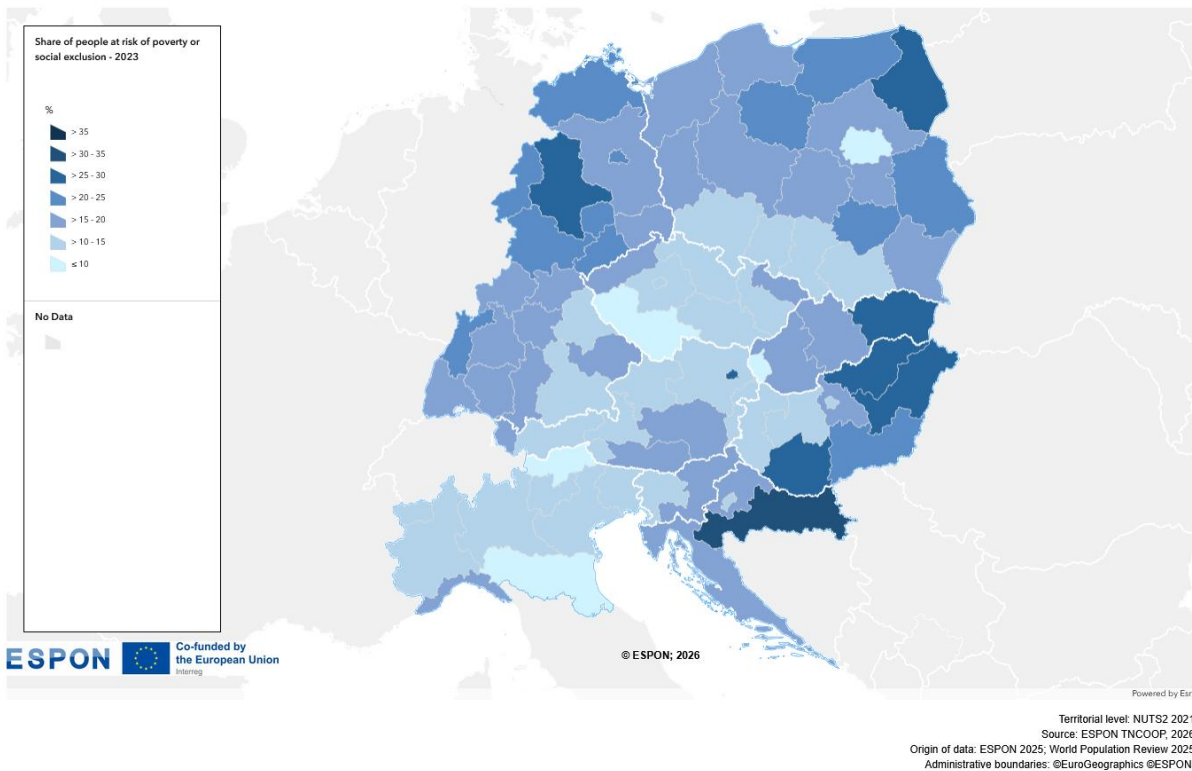 Share of people at risk of poverty or
social exclusion - 2023
%
> 35
> 30 - 35
> 25 - 30
> 20 - 25
> 15 - 20
> 10 - 15
≤ 10
No Data
ESPON
Co-funded by
the European Union
Interreg
© ESPON; 2026
Powered by Esr
Territorial level: NUTS2 2021
Source: ESPON TNCOOP, 2026
Origin of data: ESPON 2025; World Population Review 2025
Administrative boundaries: ©EuroGeographics ©ESPON